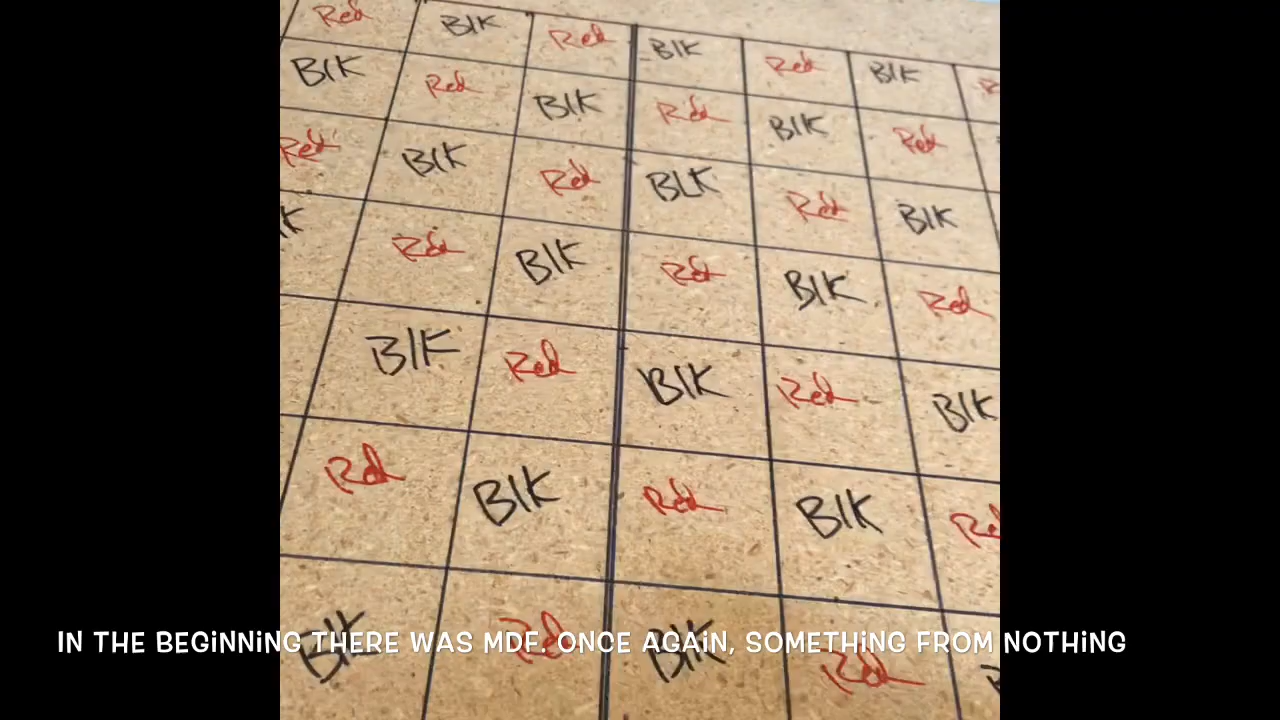 Red BlK Red BlK Red BlK
BlK Red BlK Red BlK Red
Red BlK Red BLK Red BlK
Red BlK Red BlK Red
BlK Red BlK Red BlK
Red BlK Red BlK Red
BlK Red BlK Red
IN THE BEGINNING THERE WAS MDF. ONCE AGAIN, SOMETHING FROM NOTHING